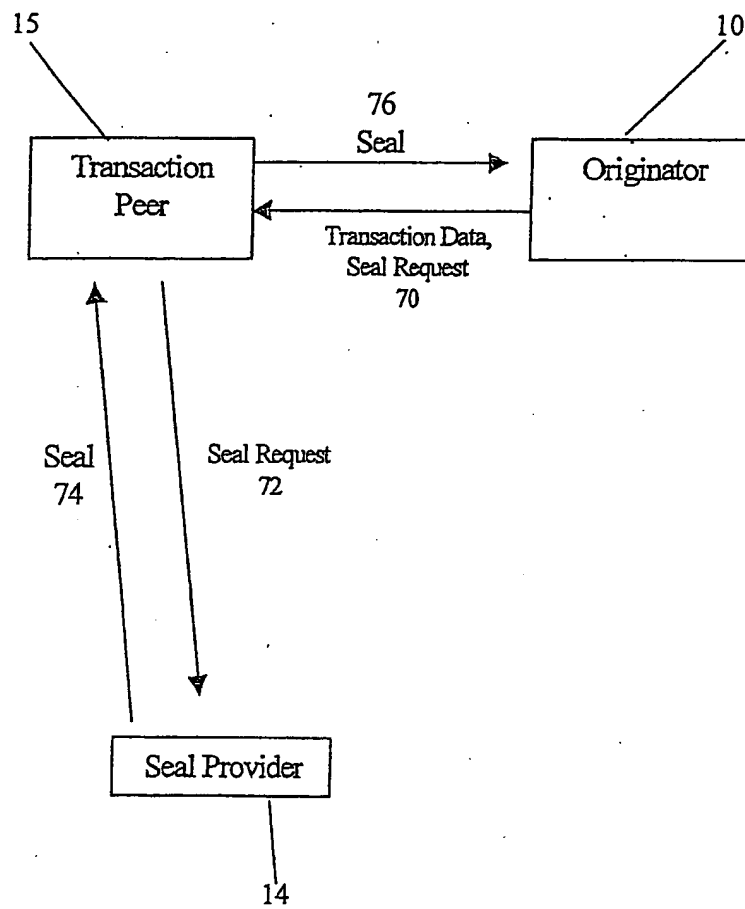 15
10
76
Seal
Transaction
Peer
Originator
Transaction Data,
Seal Request
70
Seal
74
Seal Request
72
Seal Provider
14